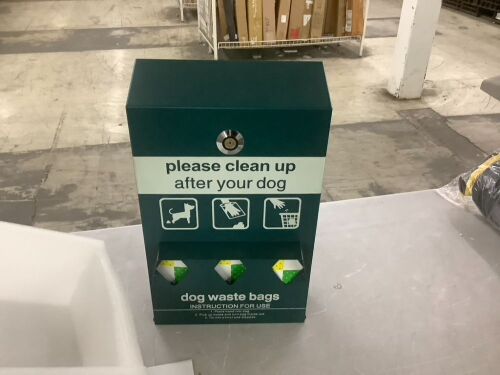 please clean up
after your dog
dog waste bags
INSTRUCTION FOR USE